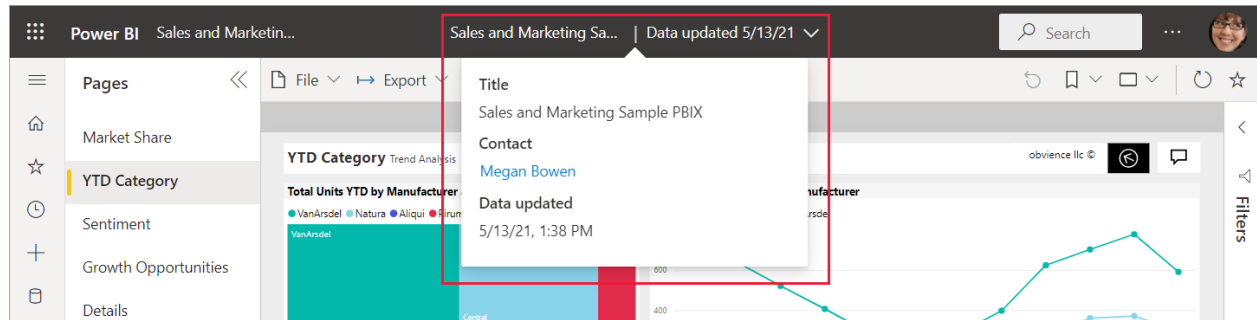 Power BI Sales and Marketin... Sales and Marketing Sa... | Data updated 5/13/21 Search ...
Pages
File Export
Title
Sales and Marketing Sample PBIX
Contact
Megan Bowen
Data updated
5/13/21, 1:38 PM
Market Share
YTD Category
Sentiment
Growth Opportunities
Details
YTD Category Trend Analysis
obvience llc ©
Total Units YTD by Manufacturer
VanArsdel Natura Aliqui
VanArsdel
Central
600
400
Filters